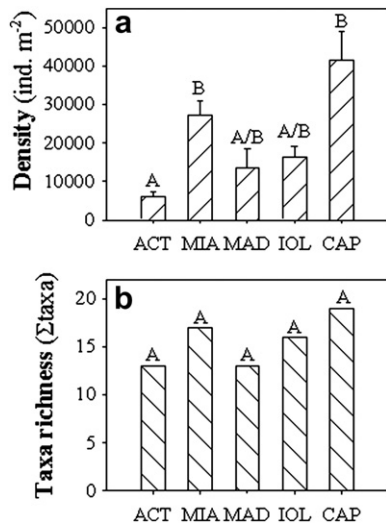 a
Density (ind. m-2)
50000
40000
30000
20000
10000
0
A
B
A/B
A/B
B
ACT MIA MAD IOL CAP
b
Taxa richness (Σtaxa)
20
15
10
5
0
A
A
A
A
A
ACT MIA MAD IOL CAP